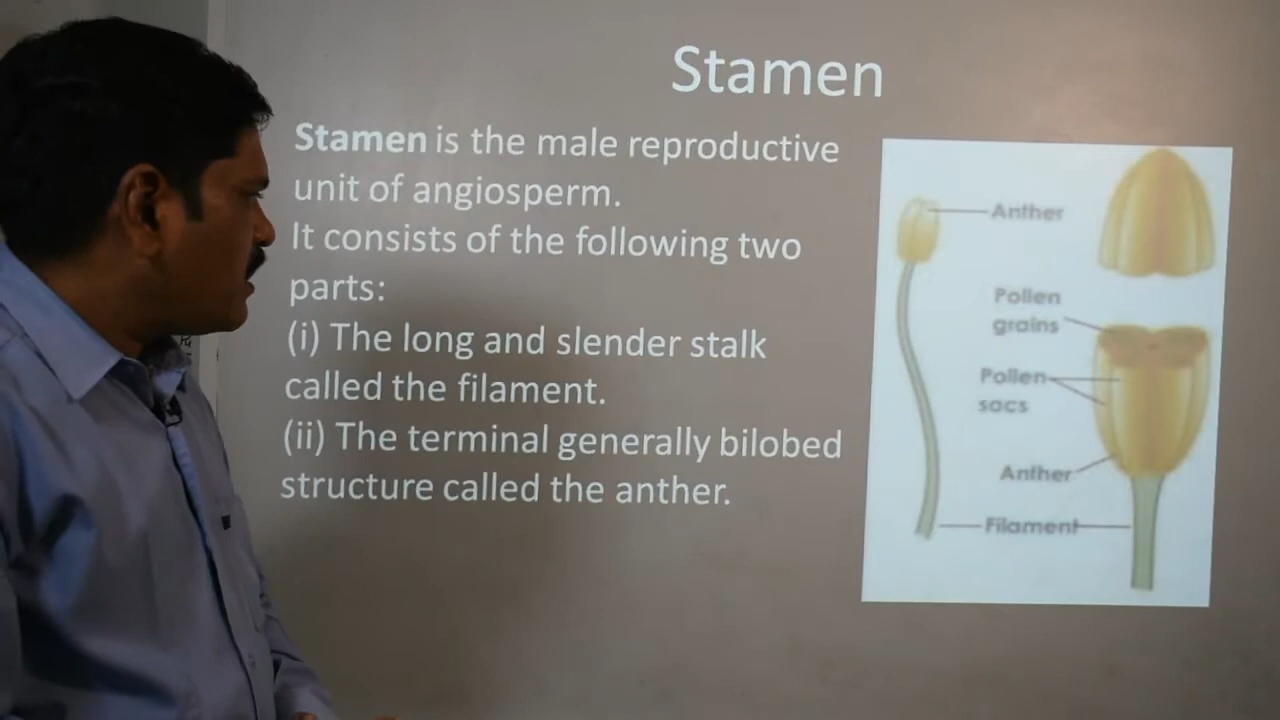 Stamen
Stamen is the male reproductive
unit of angiosperm.
It consists of the following two
parts:
(i) The long and slender stalk
called the filament.
(ii) The terminal generally bilobed
structure called the anther.
Anther
Pollen
grains
Pollen
sacs
Anther
Filament